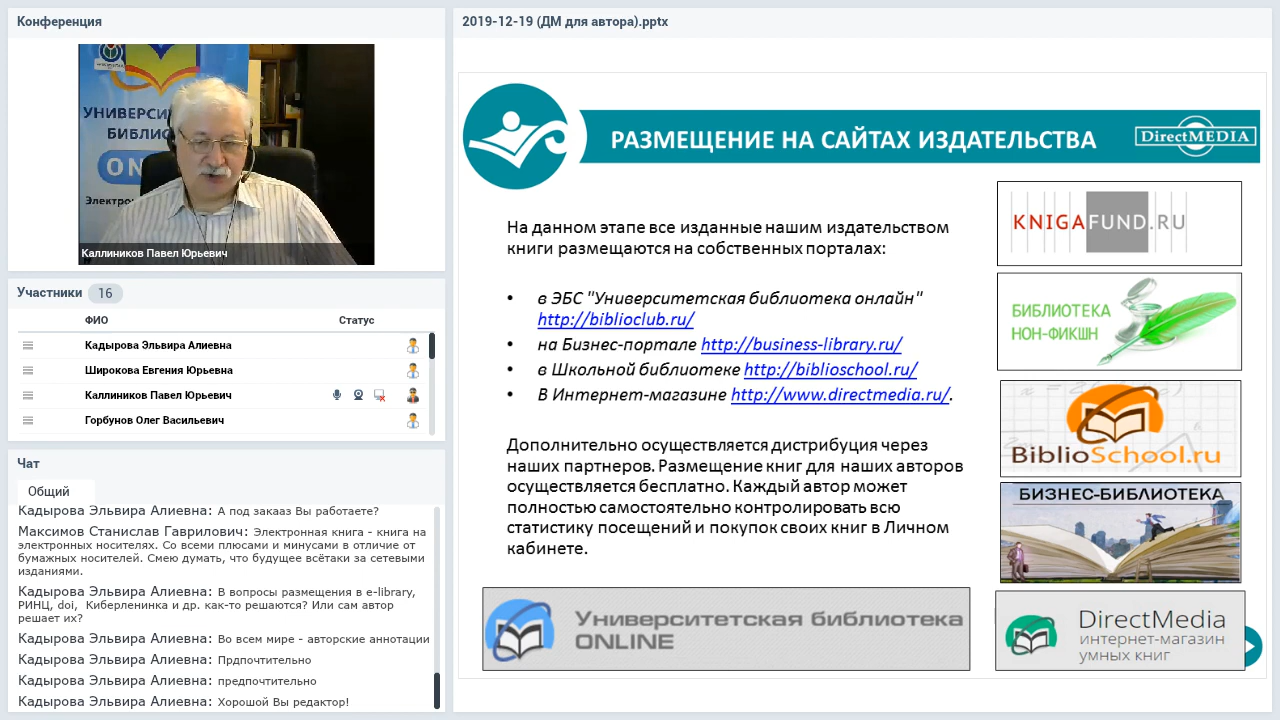 Конференция
УНИВЕРСИ
БИБЛИО
ON
Электро
Каллиников Павел Юрьевич
Участники 16
ФИО Статус
Кадырова Эльвира Алиевна
Широкова Евгения Юрьевна
Каллиников Павел Юрьевич
Горбунов Олег Васильевич
Чат
Общий
Кадырова Эльвира Алиевна: А под закааз Вы работаете?
Максимов Станислав Гаврилович: Электронная книга - книга на
электронных носителях. Со всеми плюсами и минусами в отличие от
бумажных носителей. Смею думать, что будущее всётаки за сетевыми
изданиями.
Кадырова Эльвира Алиевна: В вопросы размещения в e-library,
РИНЦ, doi, Киберленинка и др. как-то решаются? Или сам автор
решает их?
Кадырова Эльвира Алиевна: Во всем мире - авторские аннотации
Кадырова Эльвира Алиевна: Прдпочтительно
Кадырова Эльвира Алиевна: предпочтительно
Кадырова Эльвира Алиевна: Хорошой Вы редактор!
2019-12-19 (ДМ для автора).pptx
РАЗМЕЩЕНИЕ НА САЙТАХ ИЗДАТЕЛЬСТВА
DirectMEDIA
На данном этапе все изданные нашим издательством
книги размещаются на собственных порталах:
• в ЭБС "Университетская библиотека онлайн"
http://biblioclub.ru/
• на Бизнес-портале http://business-library.ru/
• в Школьной библиотеке http://biblioschool.ru/
• В Интернет-магазине http://www.directmedia.ru/.
Дополнительно осуществляется дистрибуция через
наших партнеров. Размещение книг для наших авторов
осуществляется бесплатно. Каждый автор может
полностью самостоятельно контролировать всю
статистику посещений и покупок своих книг в Личном
кабинете.
KNIGAFUND.RU
БИБЛИОТЕКА
НОН-ФИКШН
BiblioSchool.ru
БИЗНЕС-БИБЛИОТЕКА
Университетская библиотека
ONLINE
DirectMedia
интернет-магазин
умных книг